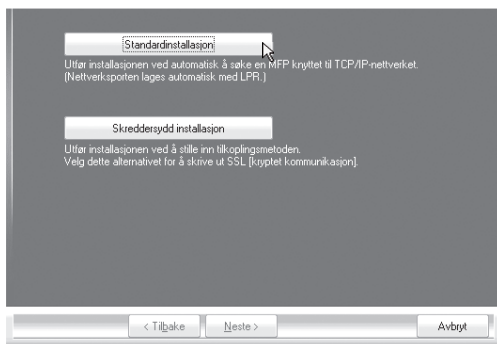 Standardinstallasjon
Utfør installasjonen ved automatisk å søke en MFP knyttet til TCP/IP-nettverket.
(Nettverksporten lages automatisk med LPR.)
Skreddersydd installasjon
Utfør installasjonen ved å stille inn tilkoplingsmetoden.
Velg dette alternativet for å skrive ut SSL [kryptet kommunikasjon].
< Tilbake
Neste >
Avbryt